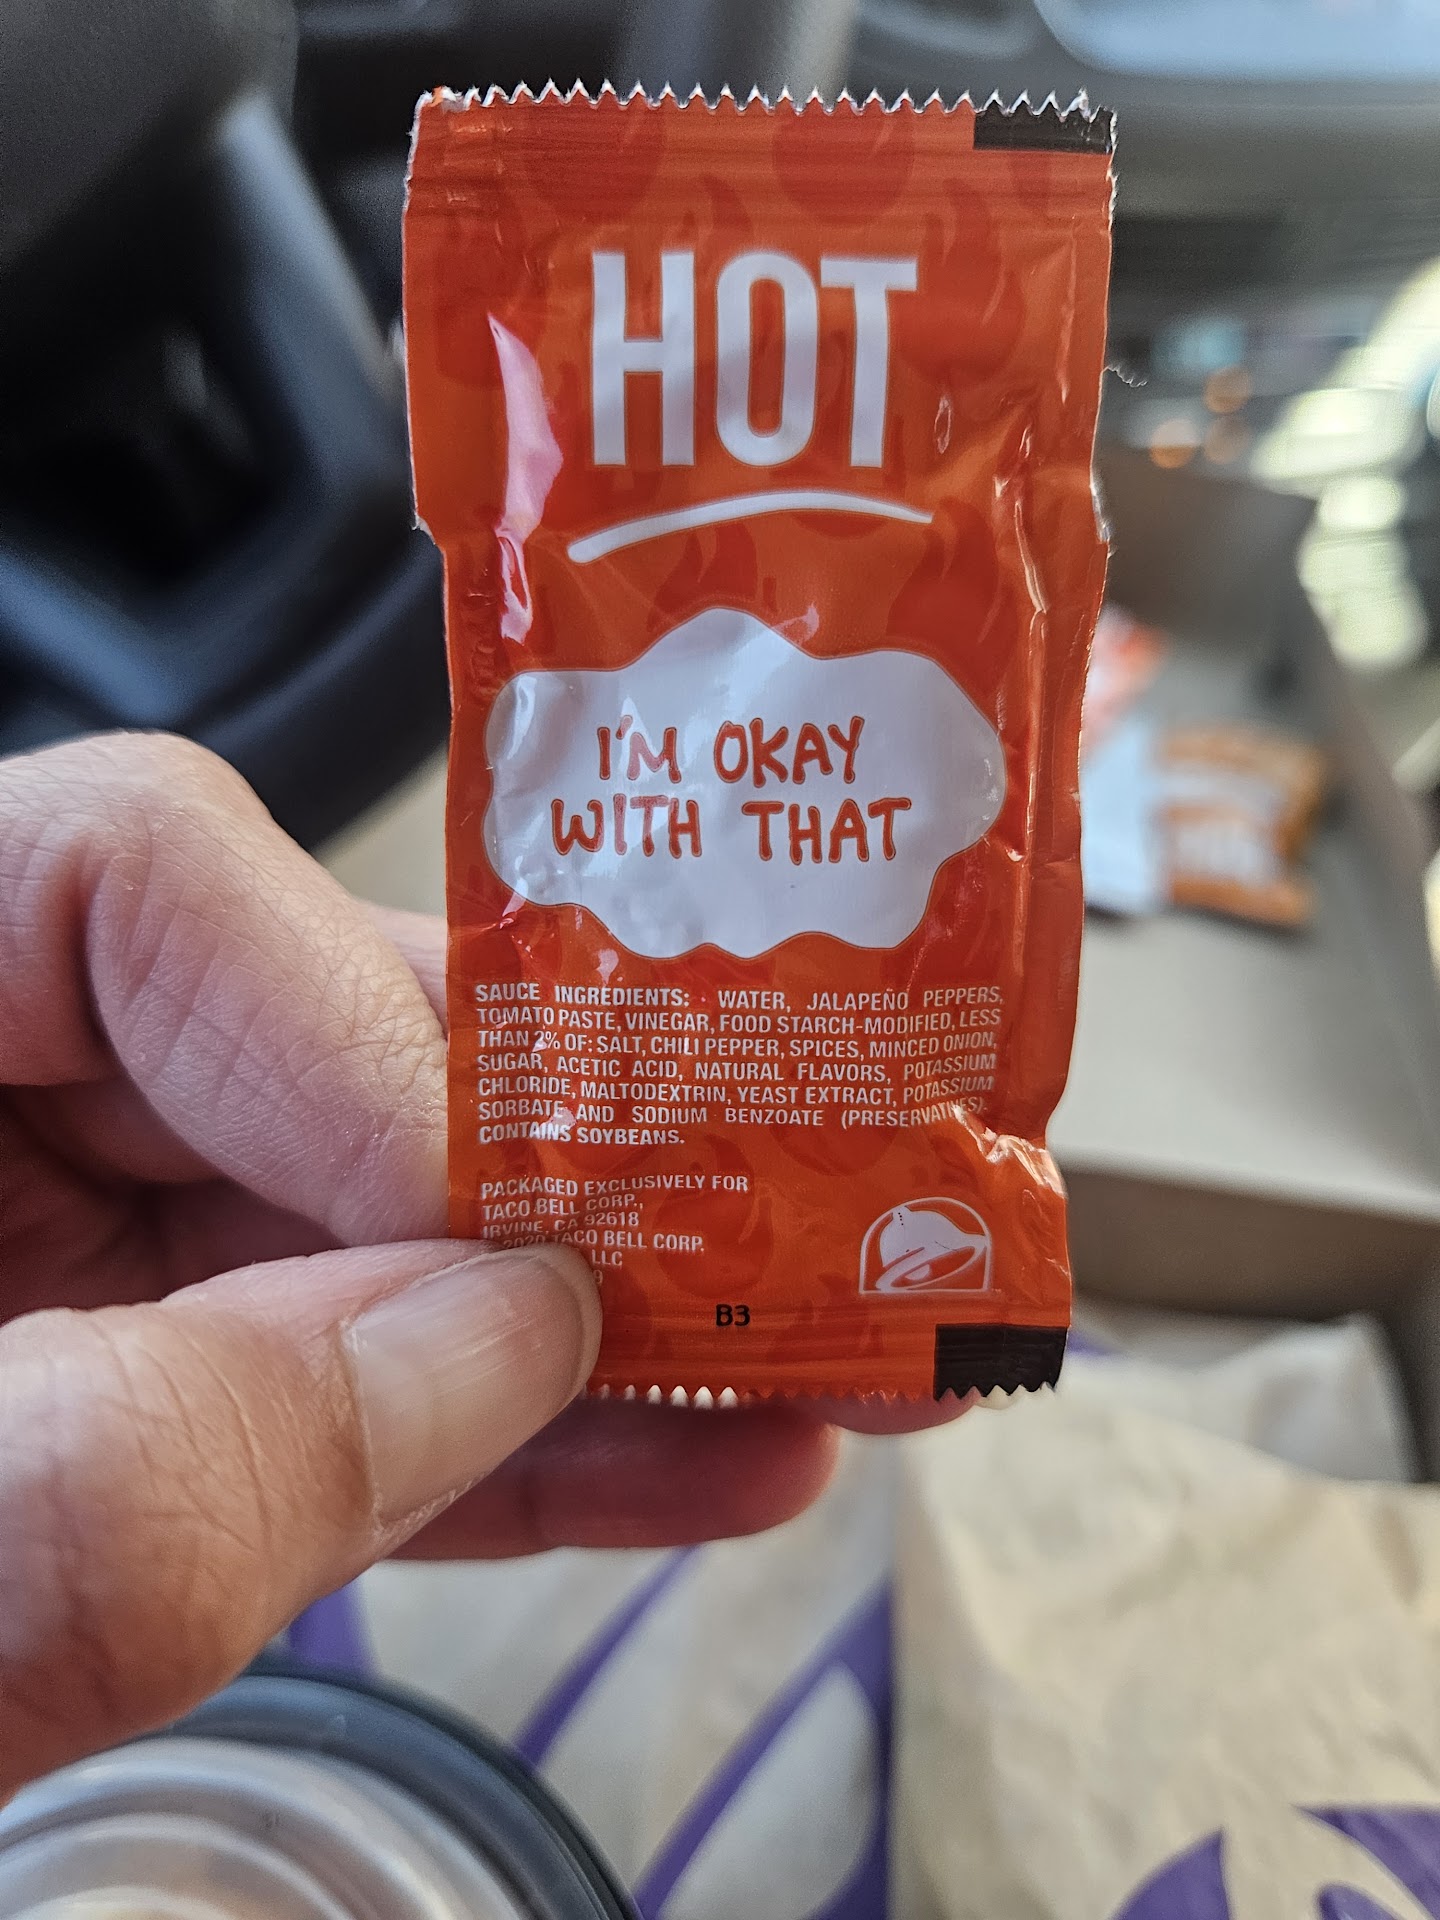 HOT
I'M OKAY
WITH THAT
SAUCE INGREDIENTS: WATER, JALAPEÑO PEPPERS,
TOMATO PASTE, VINEGAR, FOOD STARCH-MODIFIED, LESS
THAN 2% OF: SALT, CHILI PEPPER, SPICES, MINCED ONION,
SUGAR, ACETIC ACID, NATURAL FLAVORS, POTASSIUM
CHLORIDE, MALTODEXTRIN, YEAST EXTRACT, POTASSIUM
SORBATE AND SODIUM BENZOATE (PRESERVATIVES).
CONTAINS SOYBEANS.
PACKAGED EXCLUSIVELY FOR
TACO BELL CORP.,
IRVINE, CA 92618
2020 TACO BELL CORP.
LLC
B3